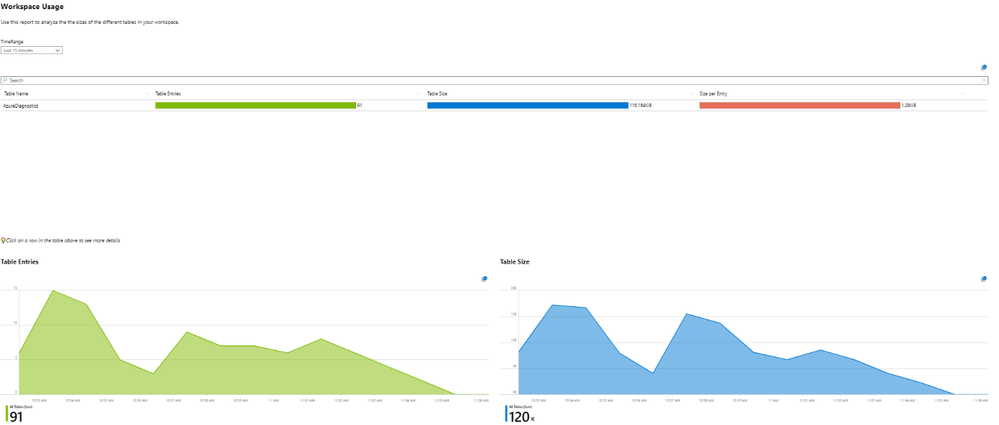 Workspace Usage
Use this report to analyze the the sizes of the different tables in your workspace.
TimeRange
Last 15 minutes
Search
Table Name Table Entries Table Size Size per Entry
AzureDiagnostics 91 116.164KiB 1.28KiB
Click on a row in the table above to see more details
Table Entries Table Size
15
10
5
0
10:53 AM 10:54 AM 10:55 AM 10:56 AM 10:57 AM 10:58 AM 10:59 AM 11 AM 11:01 AM 11:02 AM 11:03 AM 11:04 AM 11:05 AM 11:06 AM
All Tables (Sum)
91
20K
15K
10K
5K
0K
10:53 AM 10:54 AM 10:55 AM 10:56 AM 10:57 AM 10:58 AM 10:59 AM 11 AM 11:01 AM 11:02 AM 11:03 AM 11:04 AM 11:05 AM 11:06 AM
All Tables (Sum)
120 K